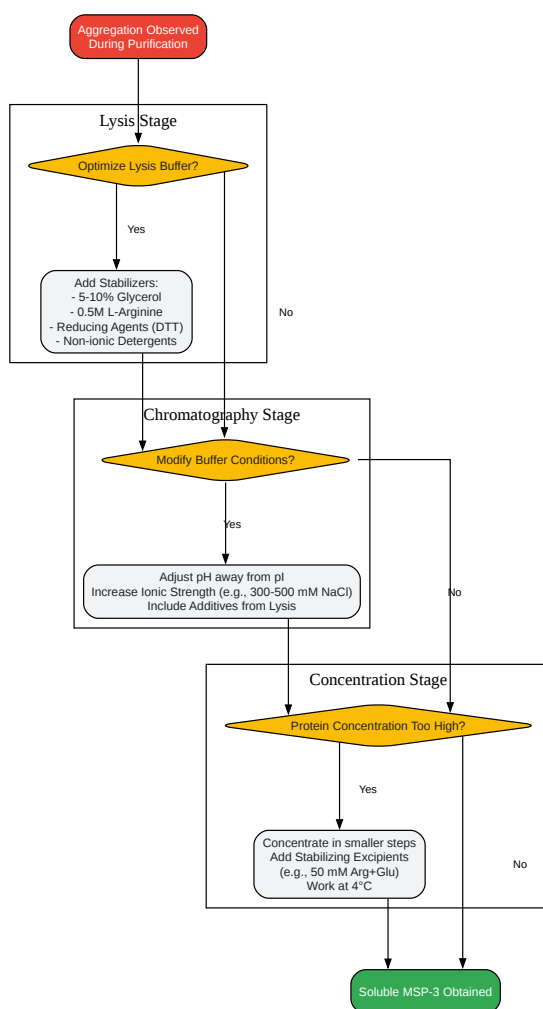 Aggregation Observed
During Purification
Lysis Stage
Optimize Lysis Buffer?
Yes
Add Stabilizers:
- 5-10% Glycerol
- 0.5M L-Arginine
- Reducing Agents (DTT)
- Non-ionic Detergents
No
Chromatography Stage
Modify Buffer Conditions?
Yes
Adjust pH away from pI
Increase Ionic Strength (e.g., 300-500 mM NaCl)
Include Additives from Lysis
No
Concentration Stage
Protein Concentration Too High?
Yes
Concentrate in smaller steps
Add Stabilizing Excipients
(e.g., 50 mM Arg+Glu)
Work at 4°C
No
Soluble MSP-3 Obtained